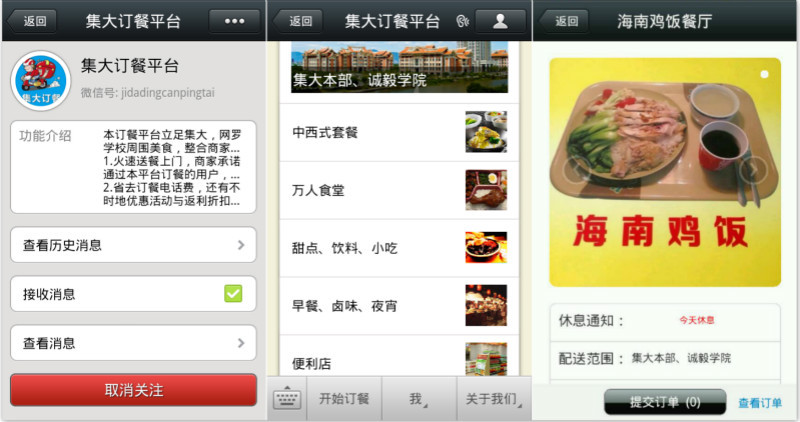 返回
集大订餐平台
集大订餐
集大订餐平台
微信号: jidadingcanpingtai
功能介绍
本订餐平台立足集大，网罗
学校周围美食，整合商家...
1.火速送餐上门，商家承诺
通过本平台订餐的用户，...
2.省去订餐电话费，还有不
时地优惠活动与返利折扣...
查看历史消息
接收消息
查看消息
取消关注
返回
集大订餐平台
集大本部、诚毅学院
中西式套餐
万人食堂
甜点、饮料、小吃
早餐、卤味、夜宵
便利店
开始订餐
我
关于我们
返回
海南鸡饭餐厅
海南鸡饭
休息通知：
今天休息
配送范围：
集大本部、诚毅学院
提交订单 (0)
查看订单